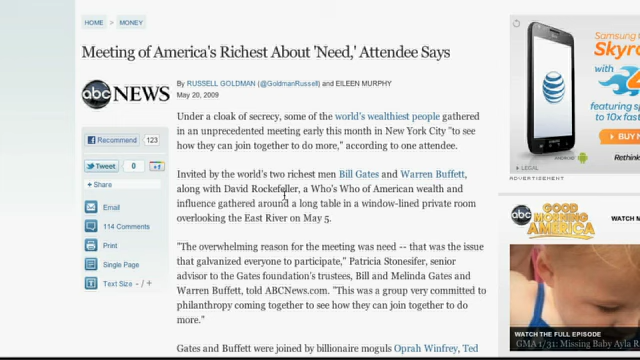 HOME > MONEY
Meeting of America's Richest About 'Need,' Attendee Says
abc NEWS
By RUSSELL GOLDMAN (@GoldmanRussell) and EILEEN MURPHY
May 20, 2009
Under a cloak of secrecy, some of the world's wealthiest people gathered
in an unprecedented meeting early this month in New York City "to see
how they can join together to do more," according to one attendee.
Invited by the world's two richest men Bill Gates and Warren Buffett,
along with David Rockefeller, a Who's Who of American wealth and
influence gathered around a long table in a window-lined private room
overlooking the East River on May 5.
"The overwhelming reason for the meeting was need -- that was the issue
that galvanized everyone to participate," Patricia Stonesifer, senior
advisor to the Gates foundation's trustees, Bill and Melinda Gates and
Warren Buffett, told ABCNews.com. "This was a group very committed to
philanthropy coming together to see how they can join together to do
more."
Gates and Buffett were joined by billionaire moguls Oprah Winfrey, Ted
Recommend 123
Tweet 0 +1
+ Share
Email
114 Comments
Print
Single Page
Text Size - / +
Samsung
Skyro
with
4
featuring sp
to 10x fast
BUY N
Rethink
at&t
ANDROID
LEGAL
ADVERTISEMENT
abc GOOD
MORNING
AMERICA
WATCH M
WATCH THE FULL EPISODE
GMA 1/31: Missing Baby Ayla R